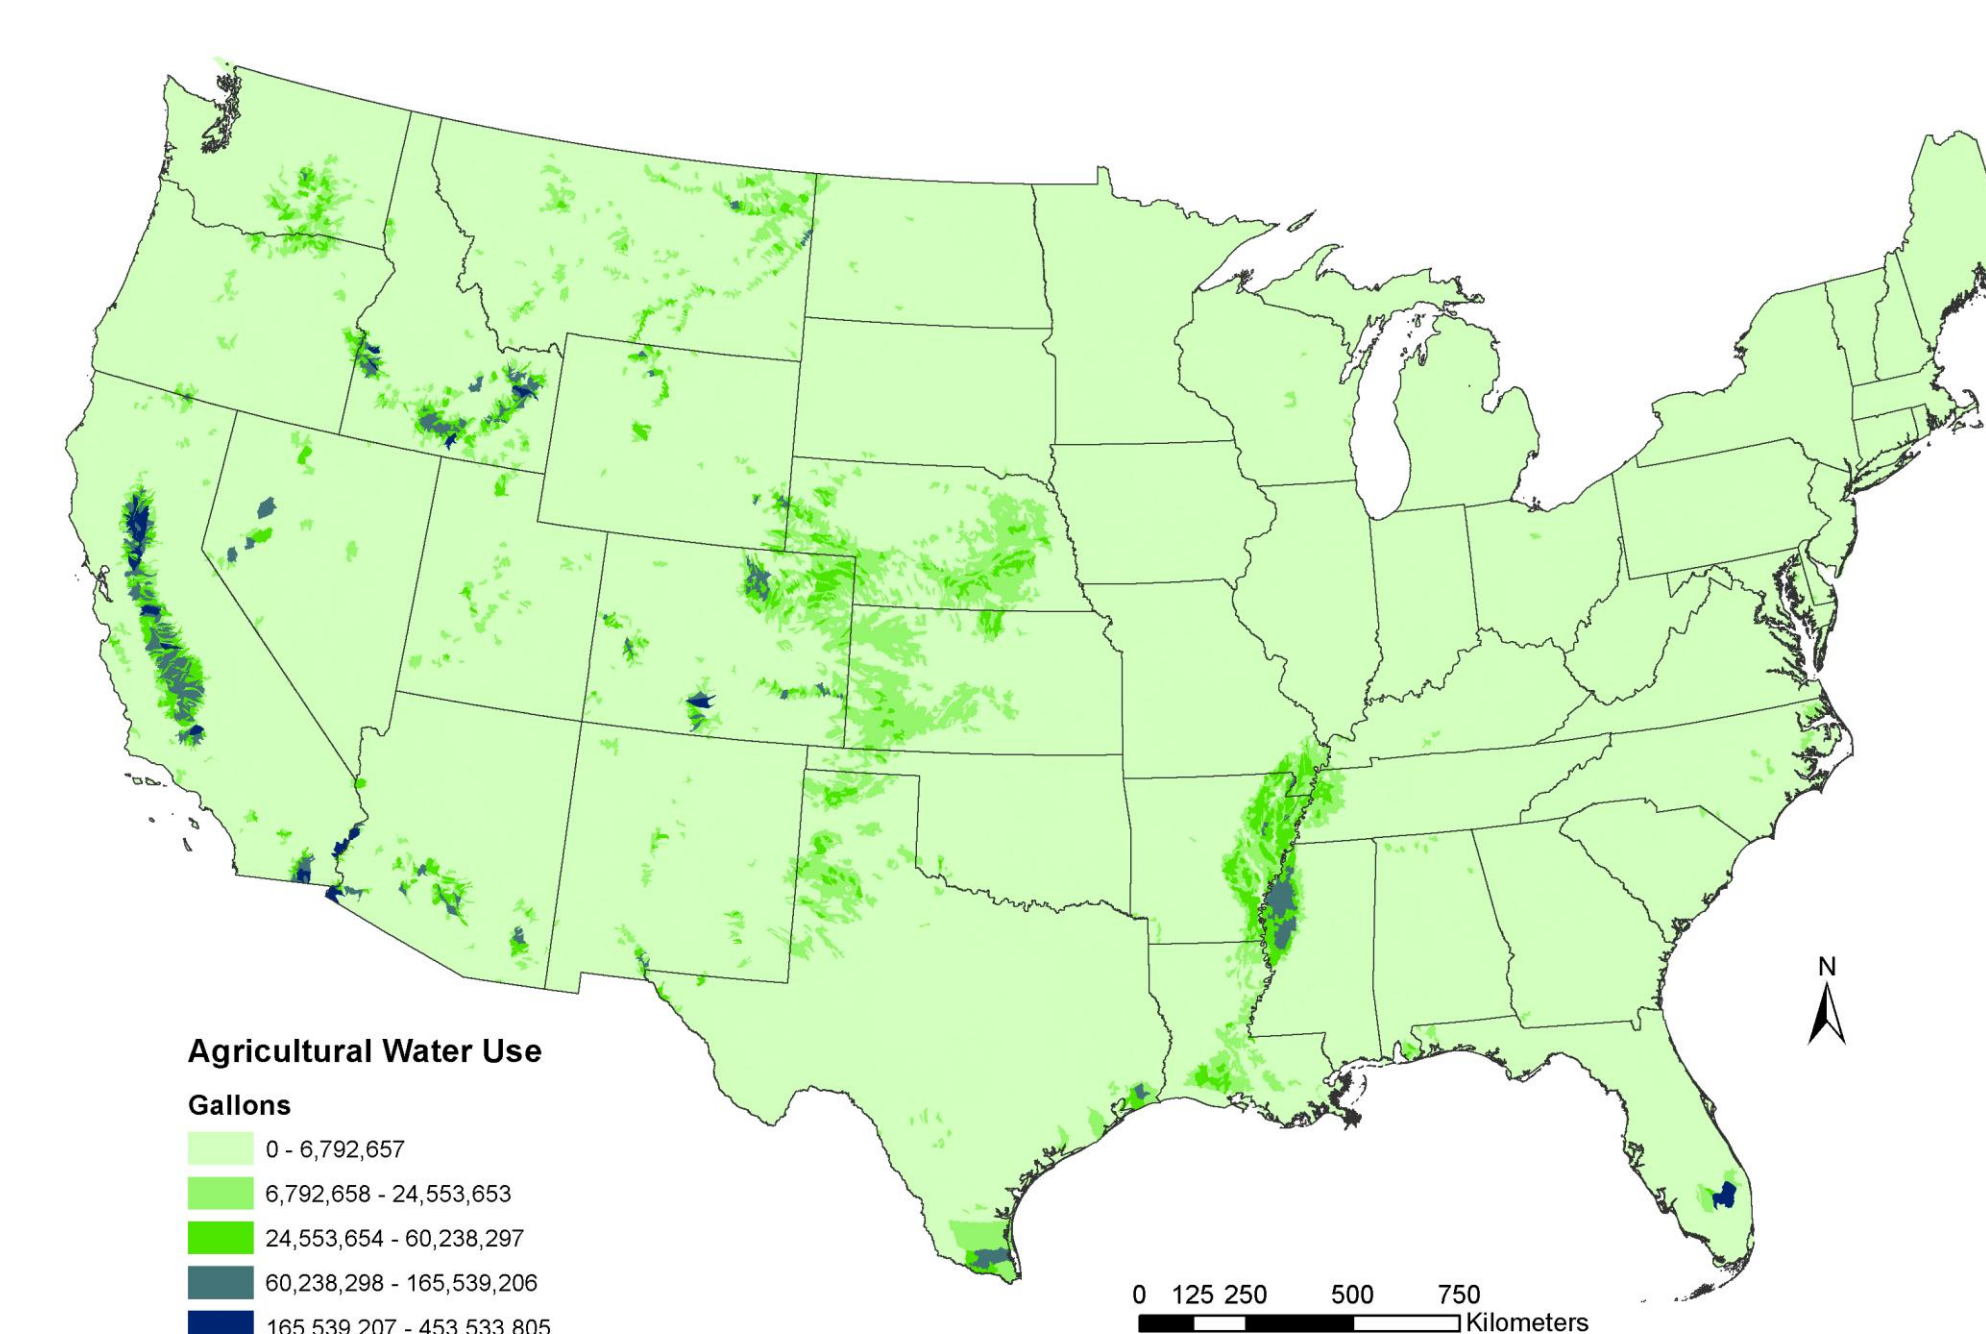 N
Agricultural Water Use
Gallons
0 - 6,792,657
6,792,658 - 24,553,653
24,553,654 - 60,238,297
60,238,298 - 165,539,206
165,539,207 - 453,533,805
0 125 250 500 750
Kilometers